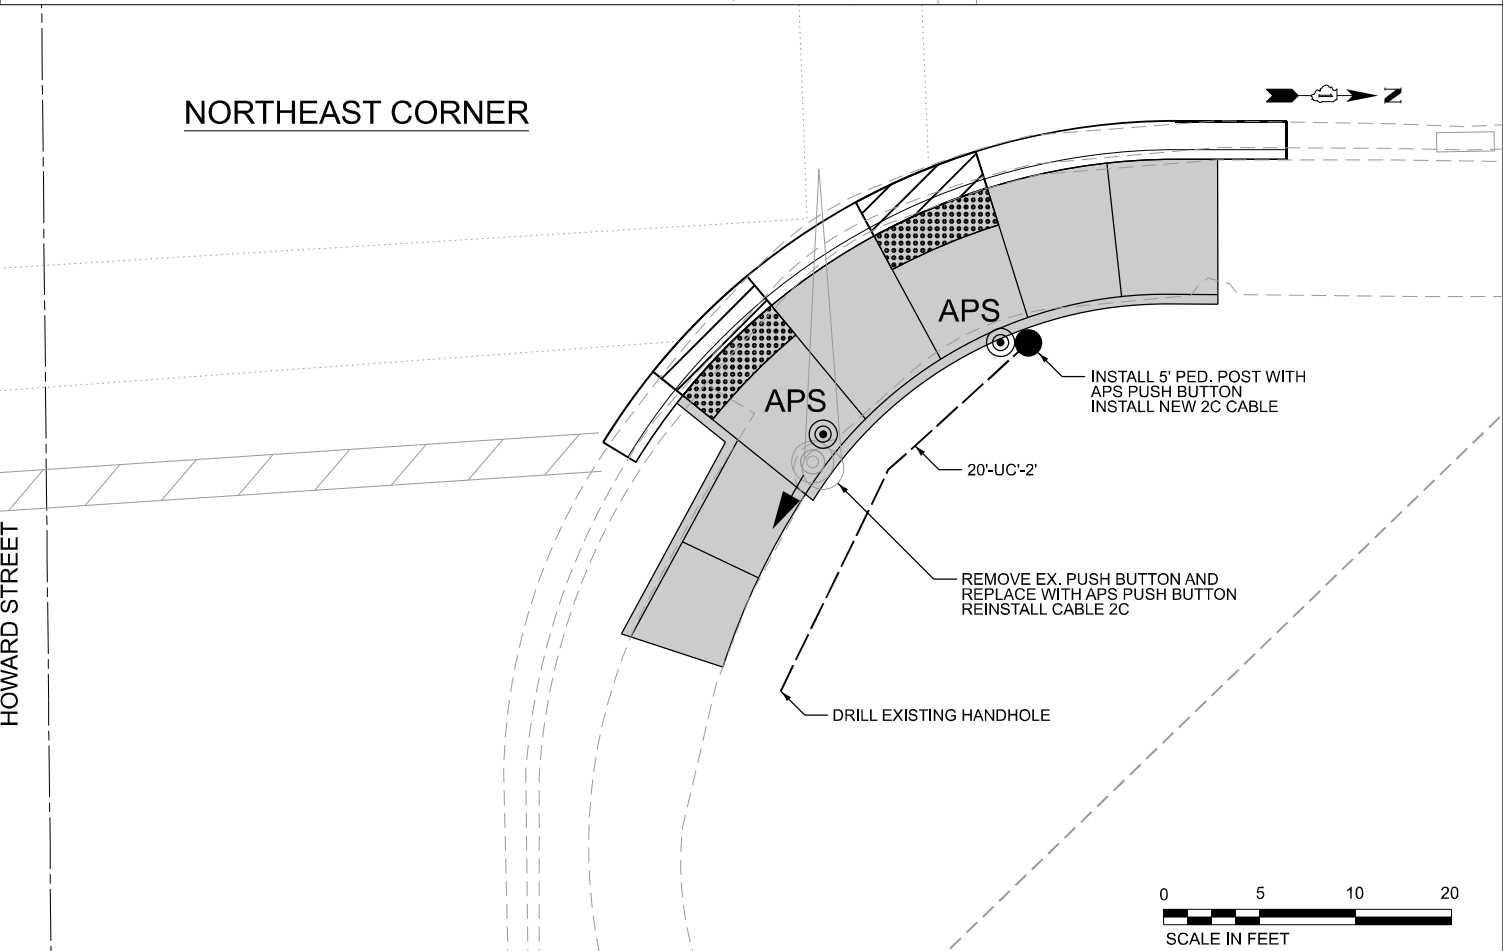 NORTHEAST CORNER
N
APS
INSTALL 5' PED. POST WITH
APS PUSH BUTTON
INSTALL NEW 2C CABLE
APS
20'-UC'-2'
HOWARD STREET
REMOVE EX. PUSH BUTTON AND
REPLACE WITH APS PUSH BUTTON
REINSTALL CABLE 2C
DRILL EXISTING HANDHOLE
0 5 10 20
SCALE IN FEET